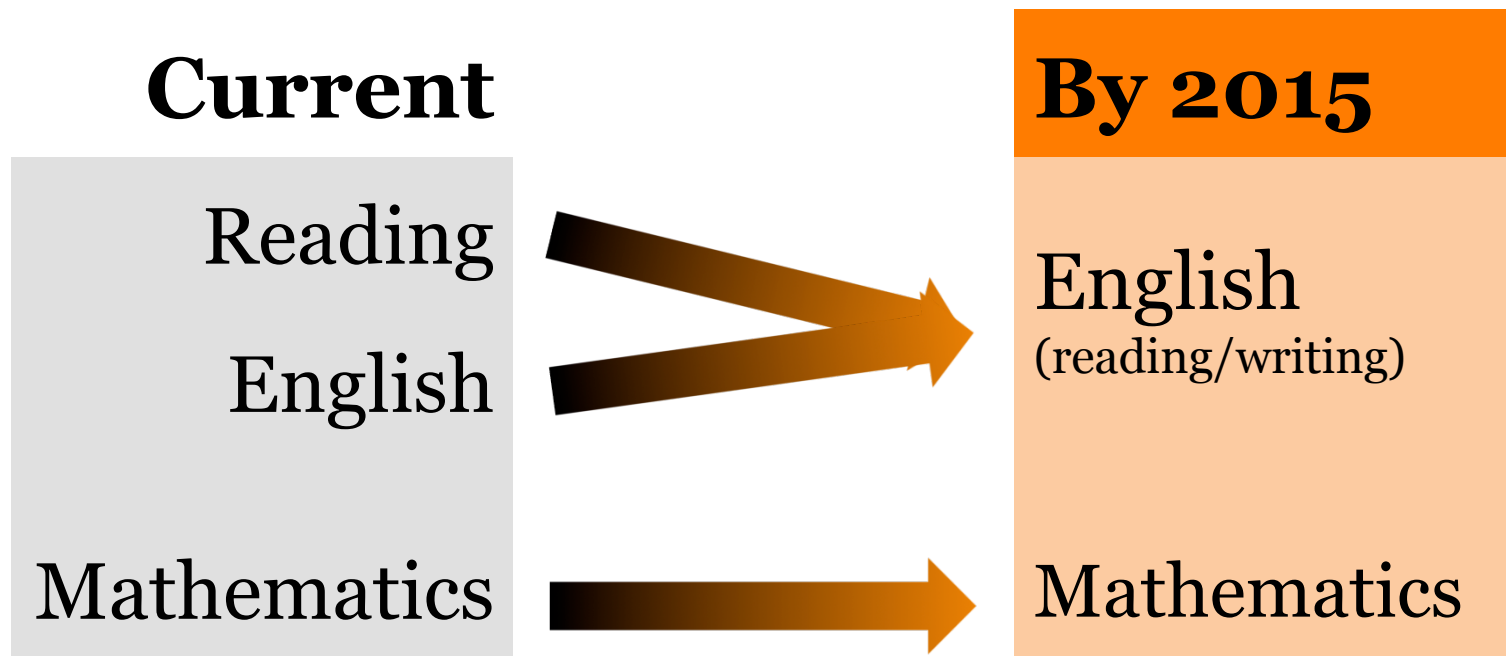 Current
Reading
English
Mathematics
By 2015
English
(reading/writing)
Mathematics